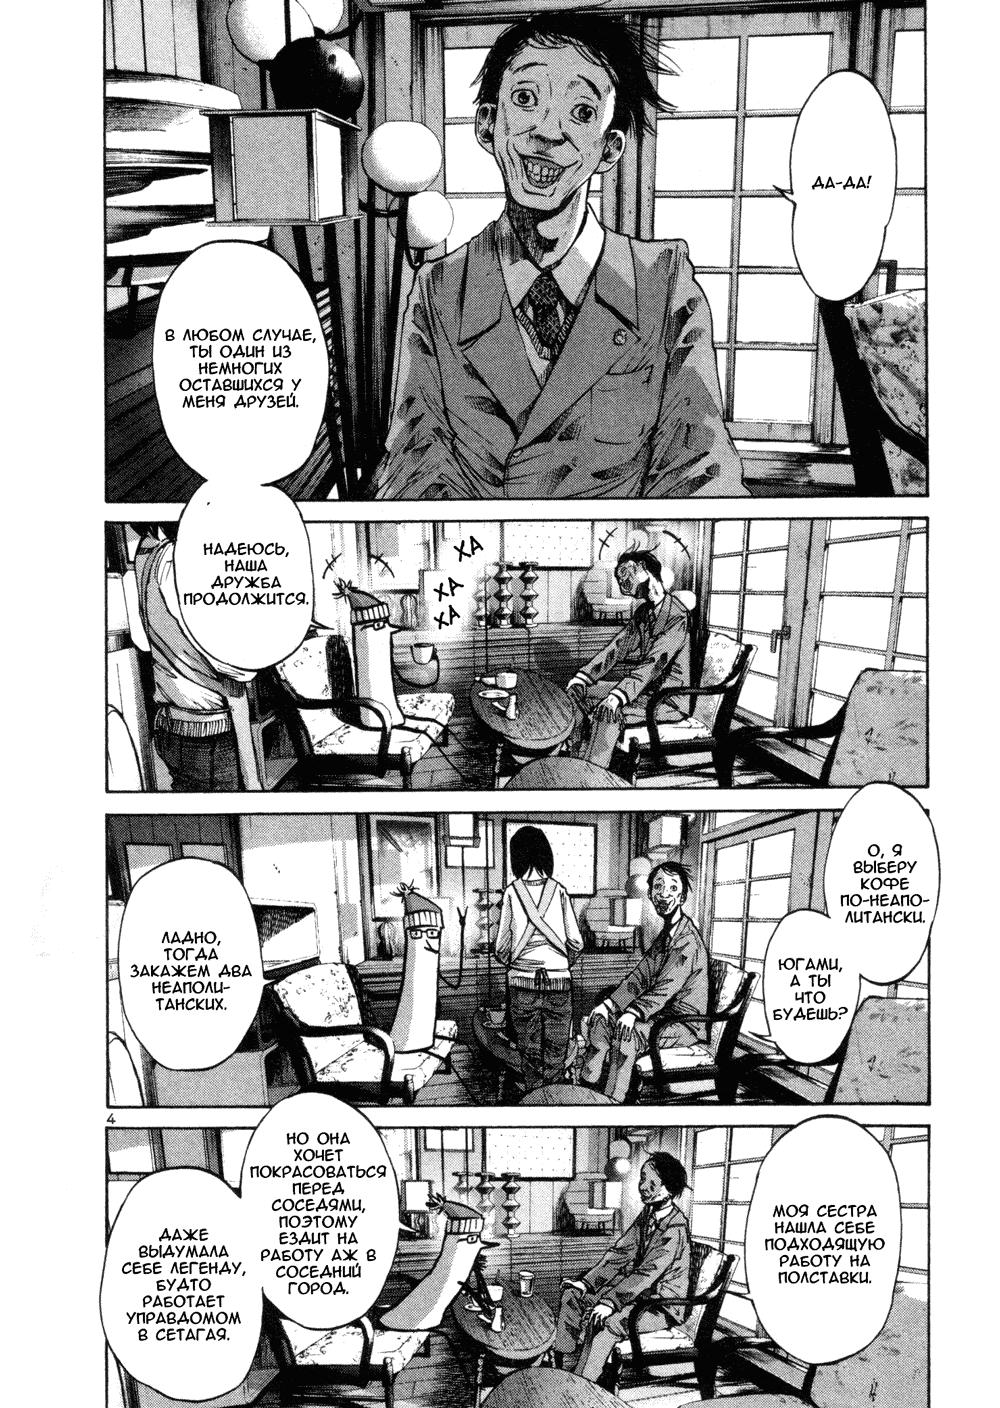 ДА-ДА!
В ЛЮБОМ СЛУЧАЕ,
ТЫ ОДИН ИЗ
НЕМНОГИХ
ОСТАВШИХСЯ У
МЕНЯ ДРУЗЕЙ.
НАДЕЮСЬ,
НАША
ДРУЖБА
ПРОДОЛЖИТСЯ.
ХА
ХА
ХА
О, Я
ВЫБЕРУ
КОФЕ
ПО-НЕАПО-
ЛИТАНСКИ.
ЮГАМИ,
А ТЫ
ЧТО
БУДЕШЬ?
ЛАДНО,
ТОГДА
ЗАКАЖЕМ ДВА
НЕАПОЛИ-
ТАНСКИХ.
4
МОЯ СЕСТРА
НАШЛА СЕБЕ
ПОДХОДЯЩУЮ
РАБОТУ НА
ПОЛСТАВКИ.
НО ОНА
ХОЧЕТ
ПОКРАСОВАТЬСЯ
ПЕРЕД
СОСЕДЯМИ,
ПОЭТОМУ
ЕЗДИТ НА
РАБОТУ АЖ В
СОСЕДНИЙ
ГОРОД.
ДАЖЕ
ВЫДУМАЛА
СЕБЕ ЛЕГЕНДУ,
БУДТО
РАБОТАЕТ
УПРАВДОМОМ
В СЕТАГАЯ.